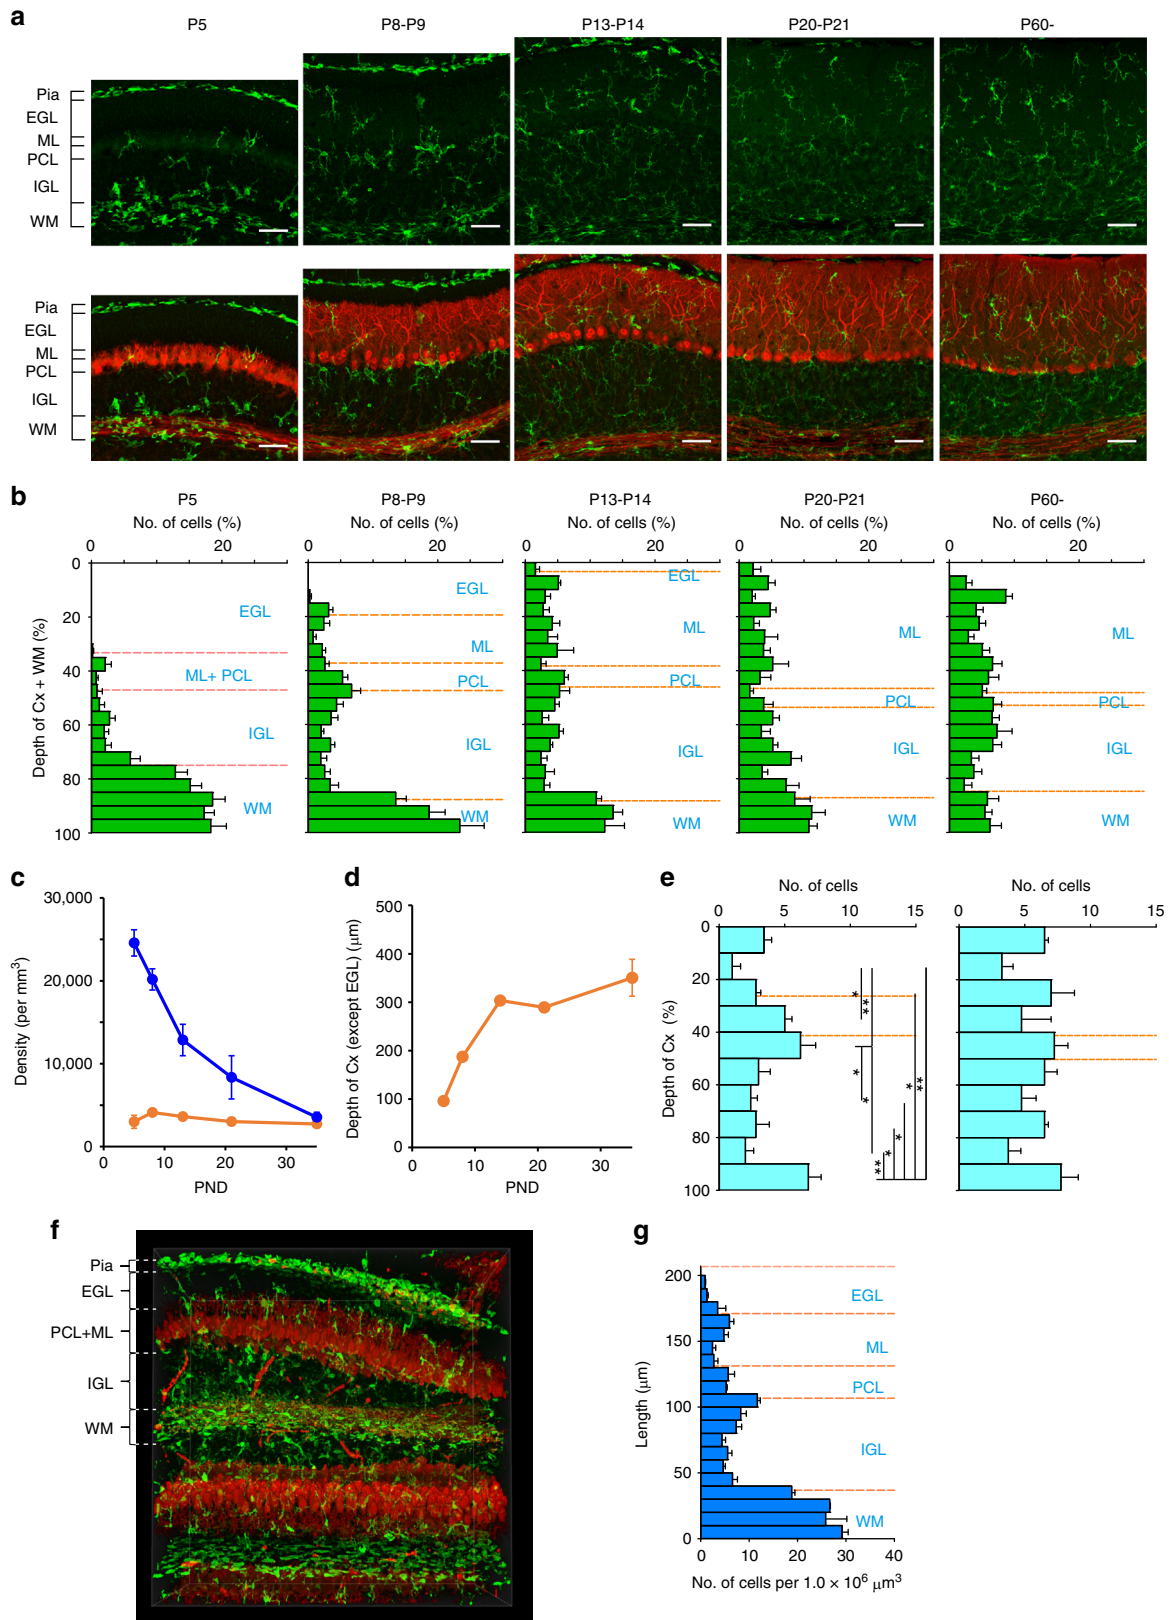 a
P5 P8-P9 P13-P14 P20-P21 P60-
Pia
EGL
ML
PCL
IGL
WM
Pia
EGL
ML
PCL
IGL
WM
b
P5 P8-P9 P13-P14 P20-P21 P60-
No. of cells (%) No. of cells (%) No. of cells (%) No. of cells (%) No. of cells (%)
0 20 0 20 0 20 0 20 0 20
Depth of Cx + WM (%)
0
20
40
60
80
100
EGL
ML+ PCL
IGL
WM
EGL
ML
PCL
IGL
WM
EGL
ML
PCL
IGL
WM
ML
PCL
IGL
WM
ML
PCL
IGL
WM
c
Density (per mm³)
30,000
20,000
10,000
0
0 10 20 30
PND
d
Depth of Cx (except EGL) (μm)
500
400
300
200
100
0
0 10 20 30
PND
e
No. of cells No. of cells
0 5 10 15 0 5 10 15
Depth of Cx (%)
0
20
40
60
80
100
*
**
*
*
**
*
*
*
**
f
Pia
EGL
PCL+ML
IGL
WM
g
Length (μm)
200
150
100
50
0
EGL
ML
PCL
IGL
WM
0 10 20 30 40
No. of cells per 1.0 × 10⁶ μm³